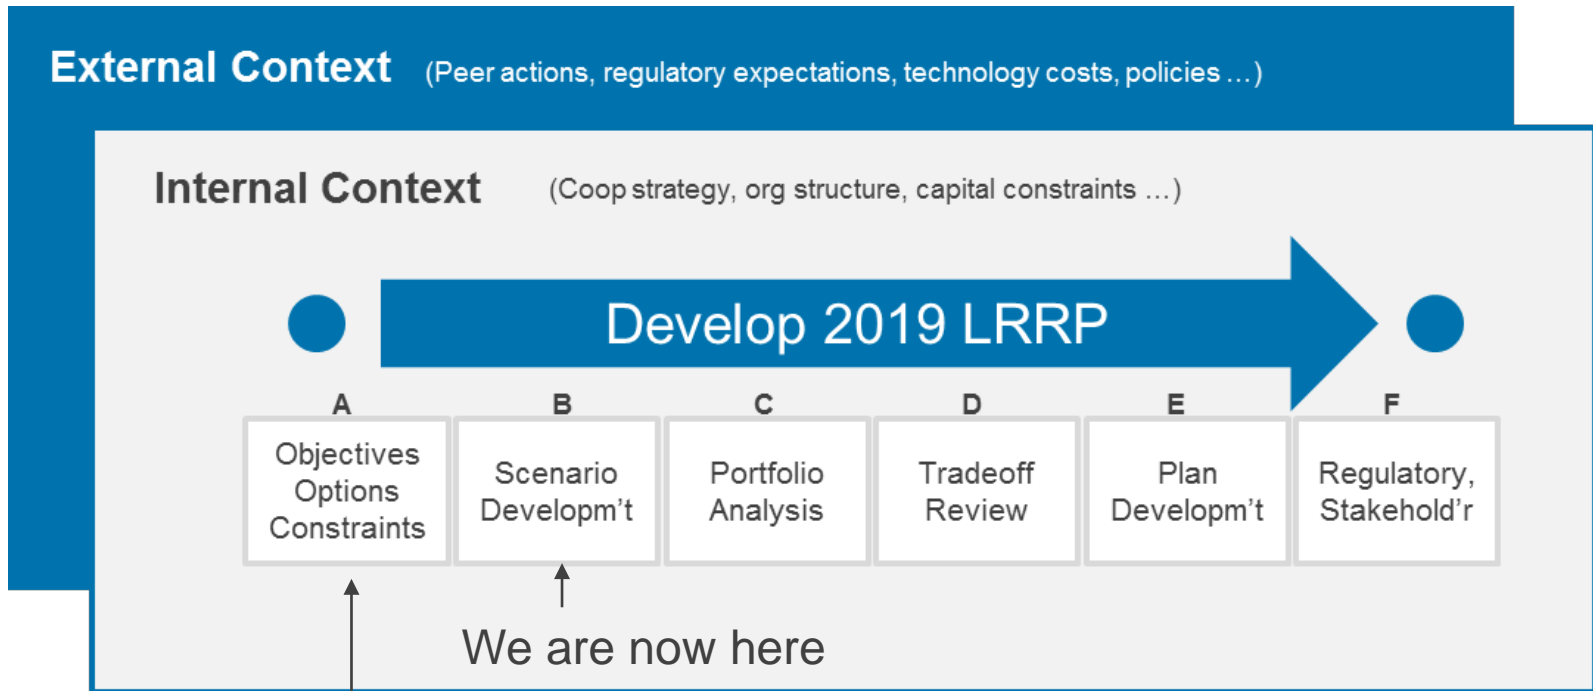 External Context (Peer actions, regulatory expectations, technology costs, policies ...)
Internal Context (Coop strategy, org structure, capital constraints ...)
Develop 2019 LRRP
A B C D E F
Objectives
Options
Constraints
Scenario
Developm’t
Portfolio
Analysis
Tradeoff
Review
Plan
Developm’t
Regulatory,
Stakehold’r
We are now here